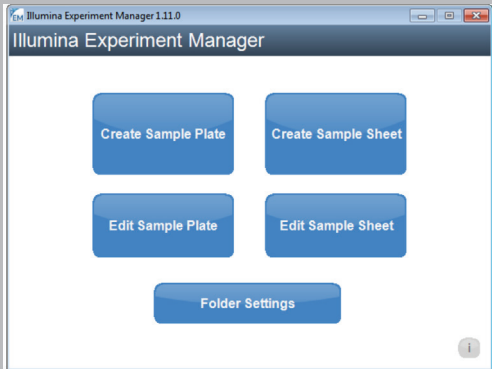 EM Illumina Experiment Manager 1.11.0
Illumina Experiment Manager
Create Sample Plate Create Sample Sheet
Edit Sample Plate Edit Sample Sheet
Folder Settings
i